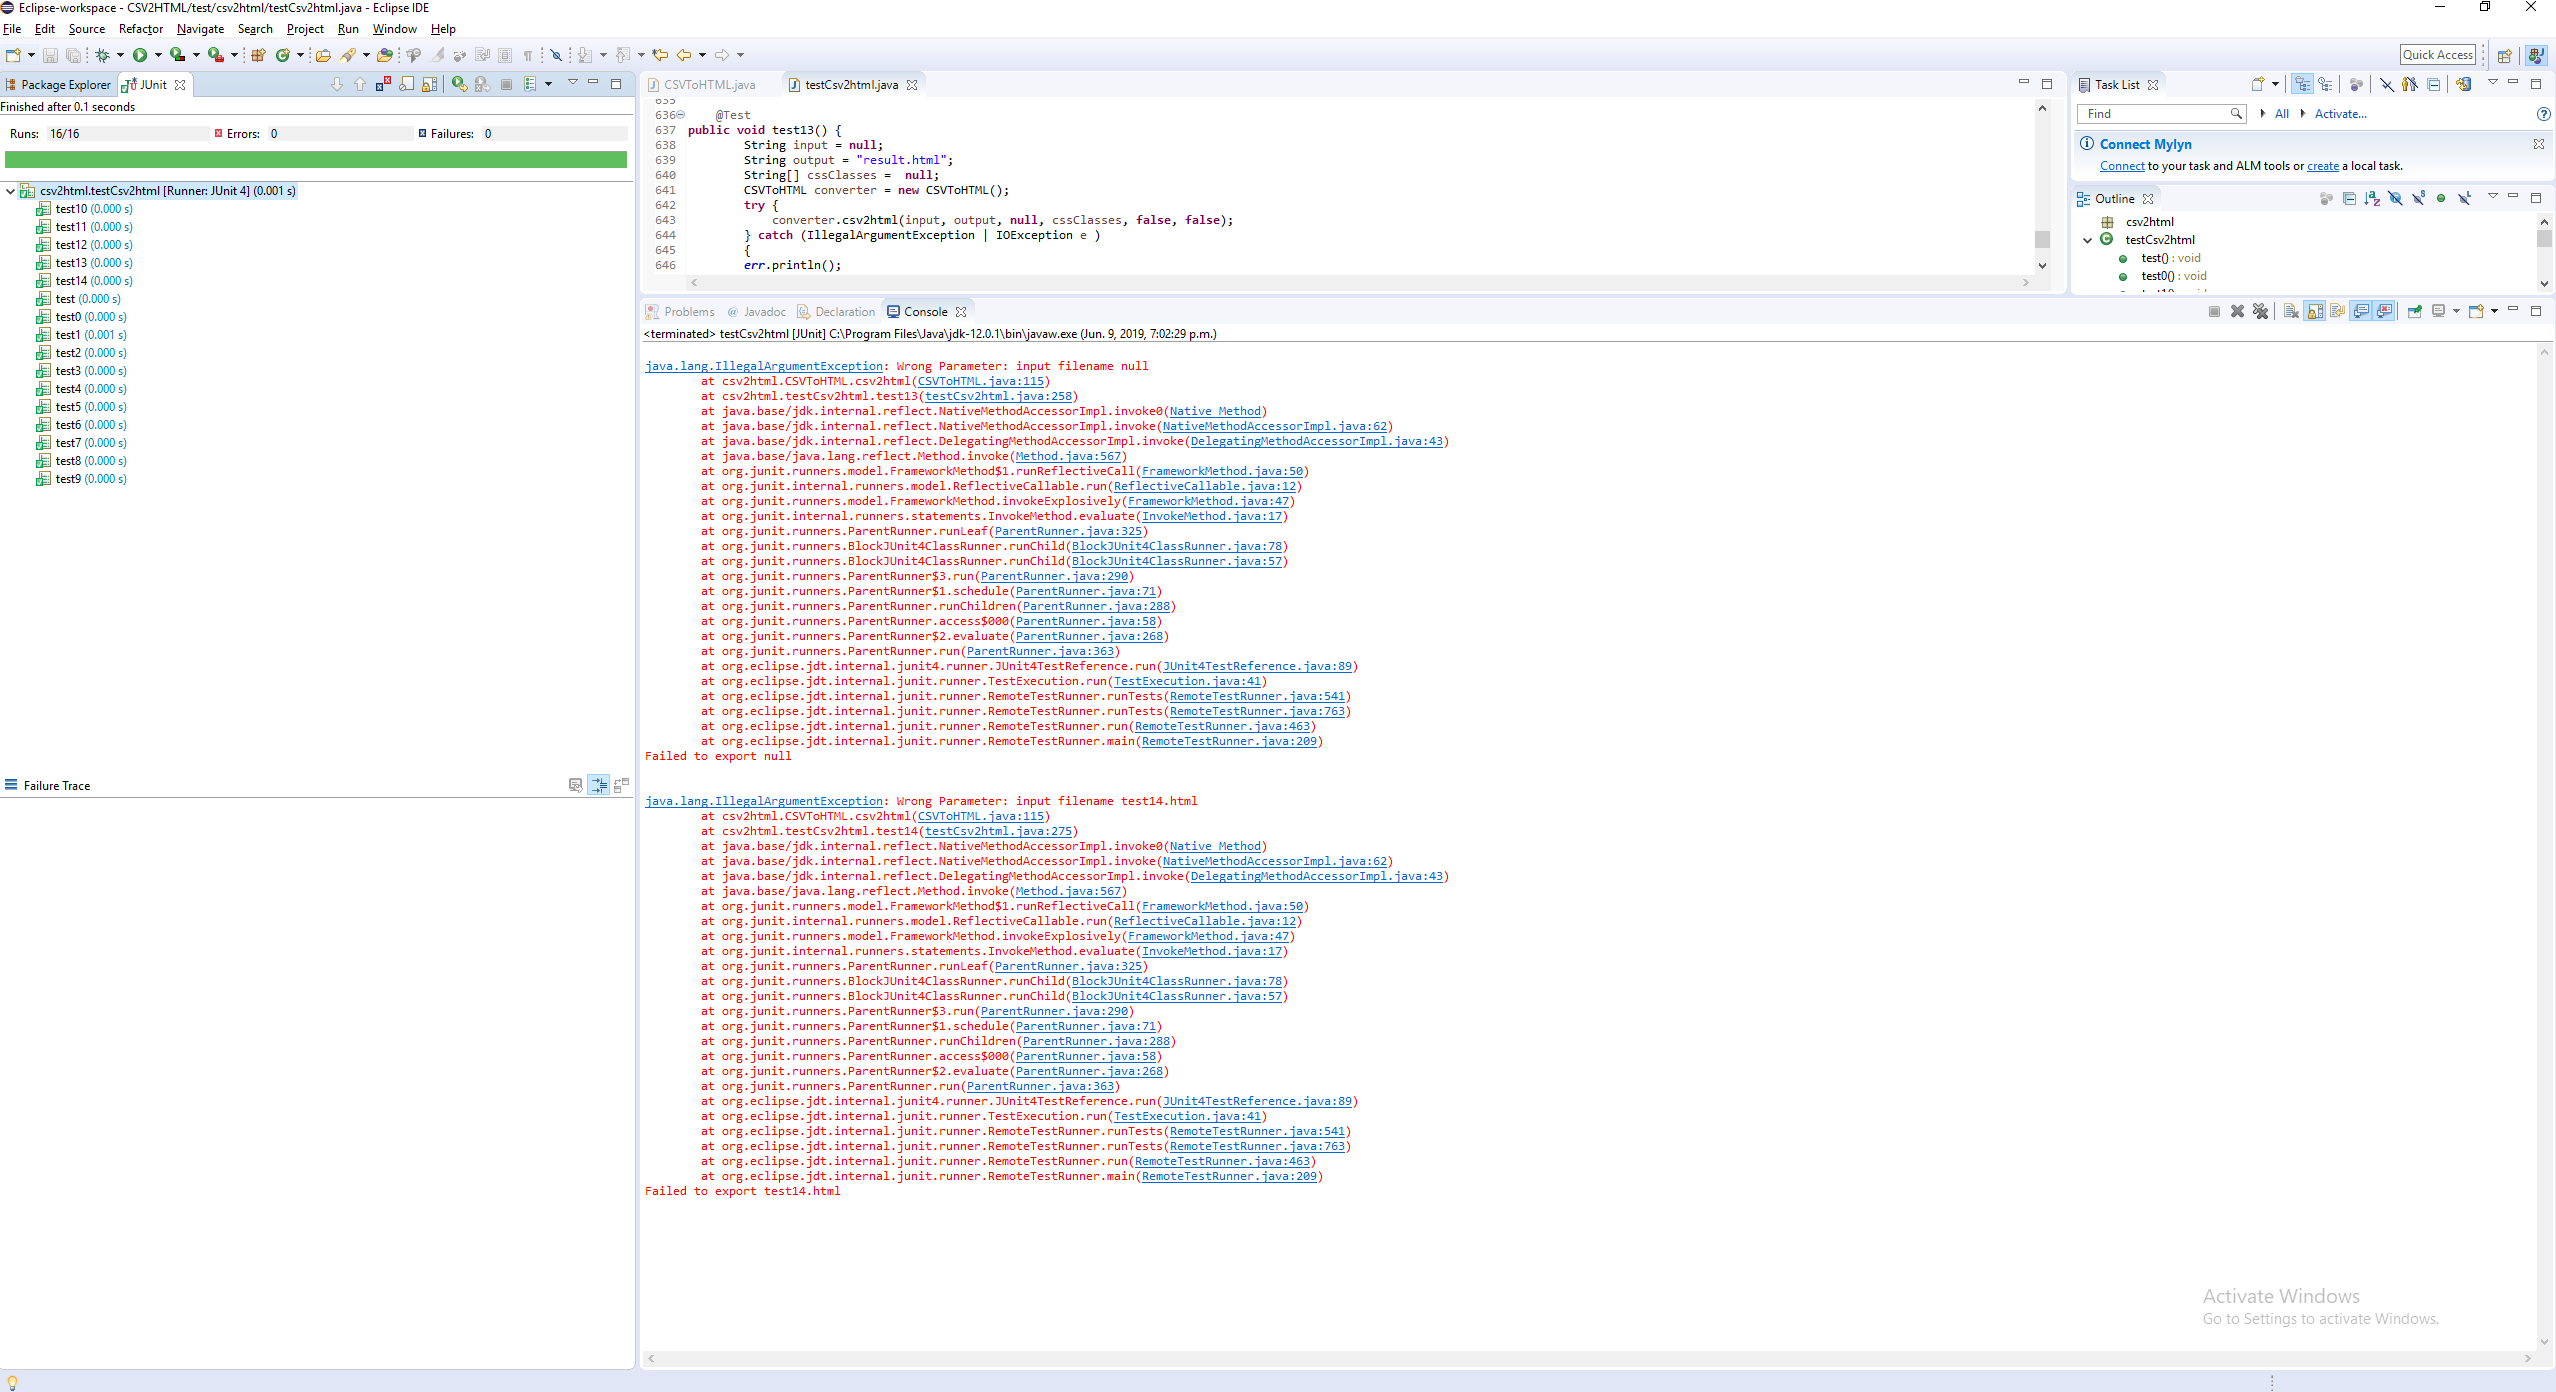 Eclipse-workspace - CSV2HTML/test/csv2html/testCsv2html.java - Eclipse IDE
File Edit Source Refactor Navigate Search Project Run Window Help
Quick Access
Package Explorer JUnit
Finished after 0.1 seconds
Runs: 16/16 Errors: 0 Failures: 0
csv2html.testCsv2html [Runner: JUnit 4] (0.001 s)
test10 (0.000 s)
test11 (0.000 s)
test12 (0.000 s)
test13 (0.000 s)
test14 (0.000 s)
test (0.000 s)
test0 (0.000 s)
test1 (0.001 s)
test2 (0.000 s)
test3 (0.000 s)
test4 (0.000 s)
test5 (0.000 s)
test6 (0.000 s)
test7 (0.000 s)
test8 (0.000 s)
test9 (0.000 s)
Failure Trace
CSVToHTML.java testCsv2html.java
635
636 @Test
637 public void test13() {
638 String input = null;
639 String output = "result.html";
640 String[] cssClasses = null;
641 CSVToHTML converter = new CSVToHTML();
642 try {
643 converter.csv2html(input, output, null, cssClasses, false, false);
644 } catch (IllegalArgumentException | IOException e )
645 {
646 err.println();
Task List
Find All Activate...
Connect Mylyn
Connect to your task and ALM tools or create a local task.
Outline
csv2html
testCsv2html
test() : void
test0() : void
Problems Javadoc Declaration Console
<terminated> testCsv2html [JUnit] C:\Program Files\Java\jdk-12.0.1\bin\javaw.exe (Jun. 9, 2019, 7:02:29 p.m.)
java.lang.IllegalArgumentException: Wrong Parameter: input filename null
at csv2html.CSVToHTML.csv2html(CSVToHTML.java:115)
at csv2html.testCsv2html.test13(testCsv2html.java:258)
at java.base/jdk.internal.reflect.NativeMethodAccessorImpl.invoke0(Native Method)
at java.base/jdk.internal.reflect.NativeMethodAccessorImpl.invoke(NativeMethodAccessorImpl.java:62)
at java.base/jdk.internal.reflect.DelegatingMethodAccessorImpl.invoke(DelegatingMethodAccessorImpl.java:43)
at java.base/java.lang.reflect.Method.invoke(Method.java:567)
at org.junit.runners.model.FrameworkMethod$1.runReflectiveCall(FrameworkMethod.java:50)
at org.junit.internal.runners.model.ReflectiveCallable.run(ReflectiveCallable.java:12)
at org.junit.runners.model.FrameworkMethod.invokeExplosively(FrameworkMethod.java:47)
at org.junit.internal.runners.statements.InvokeMethod.evaluate(InvokeMethod.java:17)
at org.junit.runners.ParentRunner.runLeaf(ParentRunner.java:325)
at org.junit.runners.BlockJUnit4ClassRunner.runChild(BlockJUnit4ClassRunner.java:78)
at org.junit.runners.BlockJUnit4ClassRunner.runChild(BlockJUnit4ClassRunner.java:57)
at org.junit.runners.ParentRunner$3.run(ParentRunner.java:290)
at org.junit.runners.ParentRunner$1.schedule(ParentRunner.java:71)
at org.junit.runners.ParentRunner.runChildren(ParentRunner.java:288)
at org.junit.runners.ParentRunner.access$000(ParentRunner.java:58)
at org.junit.runners.ParentRunner$2.evaluate(ParentRunner.java:268)
at org.junit.runners.ParentRunner.run(ParentRunner.java:363)
at org.eclipse.jdt.internal.junit4.runner.JUnit4TestReference.run(JUnit4TestReference.java:89)
at org.eclipse.jdt.internal.junit.runner.TestExecution.run(TestExecution.java:41)
at org.eclipse.jdt.internal.junit.runner.RemoteTestRunner.runTests(RemoteTestRunner.java:541)
at org.eclipse.jdt.internal.junit.runner.RemoteTestRunner.runTests(RemoteTestRunner.java:763)
at org.eclipse.jdt.internal.junit.runner.RemoteTestRunner.run(RemoteTestRunner.java:463)
at org.eclipse.jdt.internal.junit.runner.RemoteTestRunner.main(RemoteTestRunner.java:209)
Failed to export null
java.lang.IllegalArgumentException: Wrong Parameter: input filename test14.html
at csv2html.CSVToHTML.csv2html(CSVToHTML.java:115)
at csv2html.testCsv2html.test14(testCsv2html.java:275)
at java.base/jdk.internal.reflect.NativeMethodAccessorImpl.invoke0(Native Method)
at java.base/jdk.internal.reflect.NativeMethodAccessorImpl.invoke(NativeMethodAccessorImpl.java:62)
at java.base/jdk.internal.reflect.DelegatingMethodAccessorImpl.invoke(DelegatingMethodAccessorImpl.java:43)
at java.base/java.lang.reflect.Method.invoke(Method.java:567)
at org.junit.runners.model.FrameworkMethod$1.runReflectiveCall(FrameworkMethod.java:50)
at org.junit.internal.runners.model.ReflectiveCallable.run(ReflectiveCallable.java:12)
at org.junit.runners.model.FrameworkMethod.invokeExplosively(FrameworkMethod.java:47)
at org.junit.internal.runners.statements.InvokeMethod.evaluate(InvokeMethod.java:17)
at org.junit.runners.ParentRunner.runLeaf(ParentRunner.java:325)
at org.junit.runners.BlockJUnit4ClassRunner.runChild(BlockJUnit4ClassRunner.java:78)
at org.junit.runners.BlockJUnit4ClassRunner.runChild(BlockJUnit4ClassRunner.java:57)
at org.junit.runners.ParentRunner$3.run(ParentRunner.java:290)
at org.junit.runners.ParentRunner$1.schedule(ParentRunner.java:71)
at org.junit.runners.ParentRunner.runChildren(ParentRunner.java:288)
at org.junit.runners.ParentRunner.access$000(ParentRunner.java:58)
at org.junit.runners.ParentRunner$2.evaluate(ParentRunner.java:268)
at org.junit.runners.ParentRunner.run(ParentRunner.java:363)
at org.eclipse.jdt.internal.junit4.runner.JUnit4TestReference.run(JUnit4TestReference.java:89)
at org.eclipse.jdt.internal.junit.runner.TestExecution.run(TestExecution.java:41)
at org.eclipse.jdt.internal.junit.runner.RemoteTestRunner.runTests(RemoteTestRunner.java:541)
at org.eclipse.jdt.internal.junit.runner.RemoteTestRunner.runTests(RemoteTestRunner.java:763)
at org.eclipse.jdt.internal.junit.runner.RemoteTestRunner.run(RemoteTestRunner.java:463)
at org.eclipse.jdt.internal.junit.runner.RemoteTestRunner.main(RemoteTestRunner.java:209)
Failed to export test14.html
Activate Windows
Go to Settings to activate Windows.